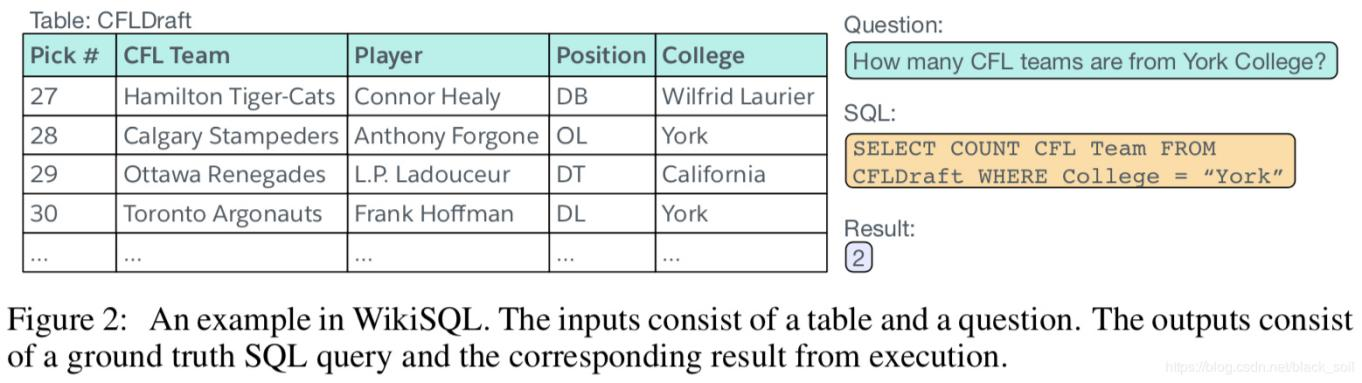 Table: CFLDraft
Pick # CFL Team Player Position College
27 Hamilton Tiger-Cats Connor Healy DB Wilfrid Laurier
28 Calgary Stampeders Anthony Forgone OL York
29 Ottawa Renegades L.P. Ladouceur DT California
30 Toronto Argonauts Frank Hoffman DL York
... ... ... ... ...
Question:
How many CFL teams are from York College?
SQL:
SELECT COUNT CFL Team FROM
CFLDraft WHERE College = “York”
Result:
2
Figure 2: An example in WikiSQL. The inputs consist of a table and a question. The outputs consist
of a ground truth SQL query and the corresponding result from execution.
https://blog.csdn.net/black_soil